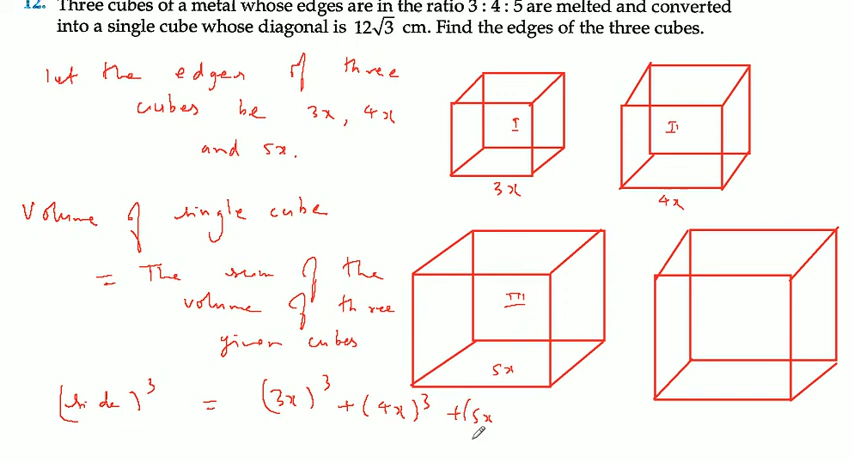 12. Three cubes of a metal whose edges are in the ratio 3 : 4 : 5 are melted and converted
into a single cube whose diagonal is 12√3 cm. Find the edges of the three cubes.
let the edges of three
cubes be 3x, 4x
and 5x.
I
II
3x
4x
Volume of single cube
= The sum of the
volume of three
given cubes
III
5x
(side)³ = (3x)³ + (4x)³ + (5x